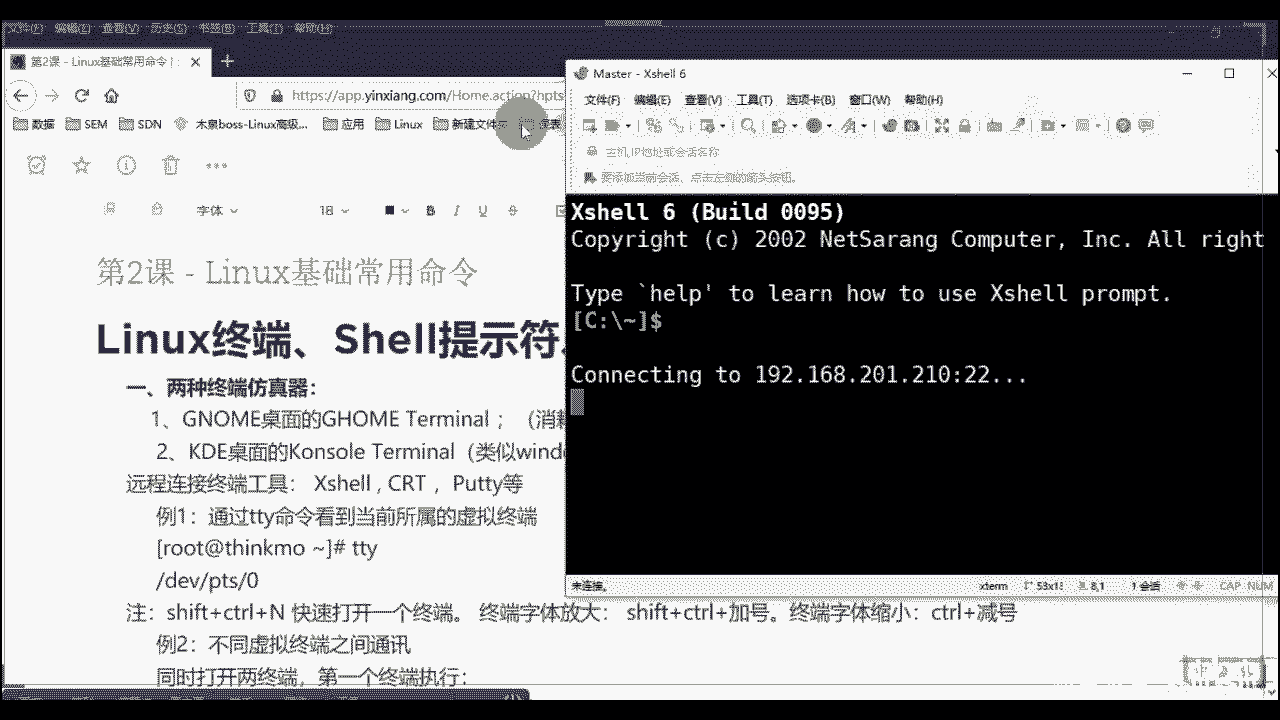 文件(F) 编辑(E) 查看(V) 历史(S) 书签(B) 工具(T) 帮助(H)
第2课 - Linux基础常用命令 |
https://app.yinxiang.com/Home.action?hpts
数据 SEM SDN 木泉boss-Linux高级... 应用 Linux 新建文件夹
字体 18 B I U S
第2课 - Linux基础常用命令
Linux终端、Shell提示符、
一、两种终端仿真器：
1、GNOME桌面的GHOME Terminal ； （消耗
2、KDE桌面的Konsole Terminal（类似windo
远程连接终端工具： Xshell , CRT ， Putty等
例1：通过tty命令看到当前所属的虚拟终端
[root@thinkmo ~]# tty
/dev/pts/0
注：shift+ctrl+N 快速打开一个终端。 终端字体放大： shift+ctrl+加号。终端字体缩小：ctrl+减号
例2：不同虚拟终端之间通讯
同时打开两终端，第一个终端执行：
Master - Xshell 6
文件(F) 编辑(E) 查看(V) 工具(T) 选项卡(B) 窗口(W) 帮助(H)
主机,IP地址或会话名称
要添加当前会话，点击左侧的箭头按钮。
Xshell 6 (Build 0095)
Copyright (c) 2002 NetSarang Computer, Inc. All right
Type `help' to learn how to use Xshell prompt.
[C:\~]$
Connecting to 192.168.201.210:22...
未连接。 xterm 53x1 8,1 1 会话 CAP NUM